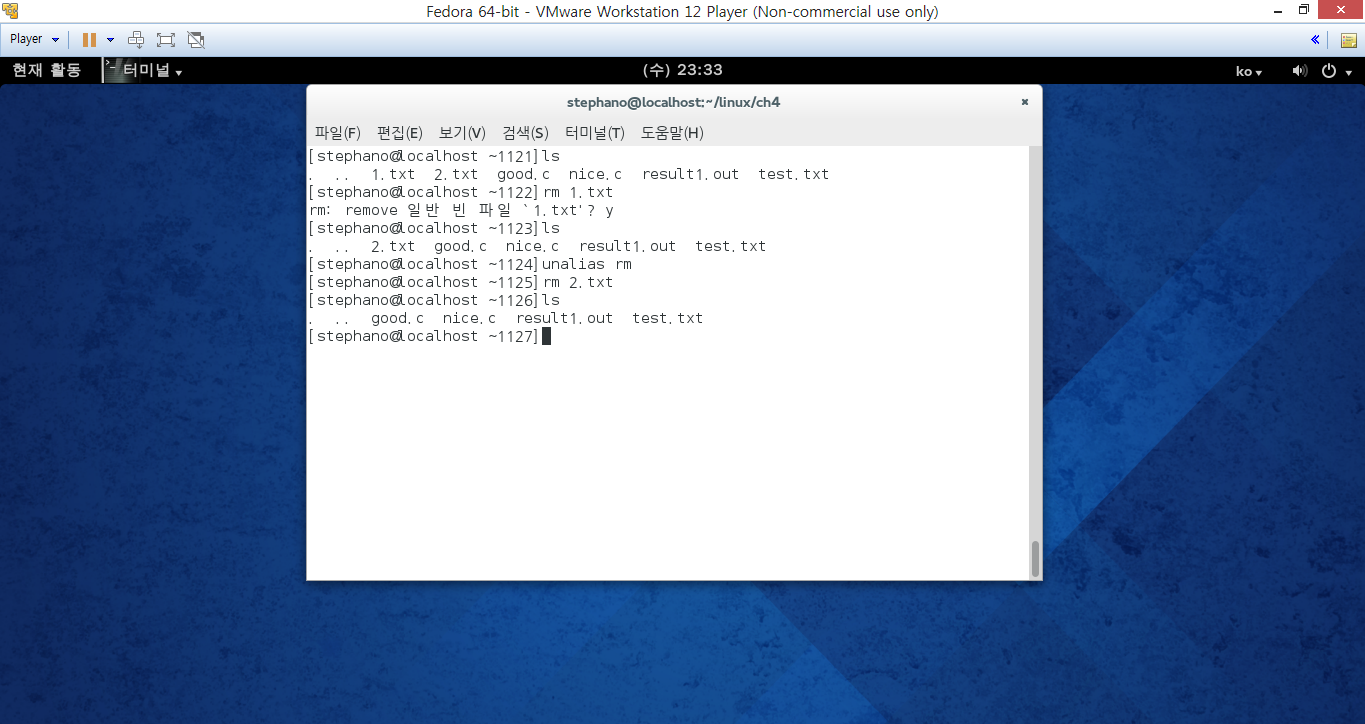 Fedora 64-bit - VMware Workstation 12 Player (Non-commercial use only)
Player
현재 활동 터미널 (수) 23:33 ko
stephano@localhost:~/linux/ch4
파일(F) 편집(E) 보기(V) 검색(S) 터미널(T) 도움말(H)
[stephano@localhost ~1121]ls
. .. 1.txt 2.txt good.c nice.c result1.out test.txt
[stephano@localhost ~1122]rm 1.txt
rm: remove 일반 빈 파일 `1.txt'? y
[stephano@localhost ~1123]ls
. .. 2.txt good.c nice.c result1.out test.txt
[stephano@localhost ~1124]unalias rm
[stephano@localhost ~1125]rm 2.txt
[stephano@localhost ~1126]ls
. .. good.c nice.c result1.out test.txt
[stephano@localhost ~1127]